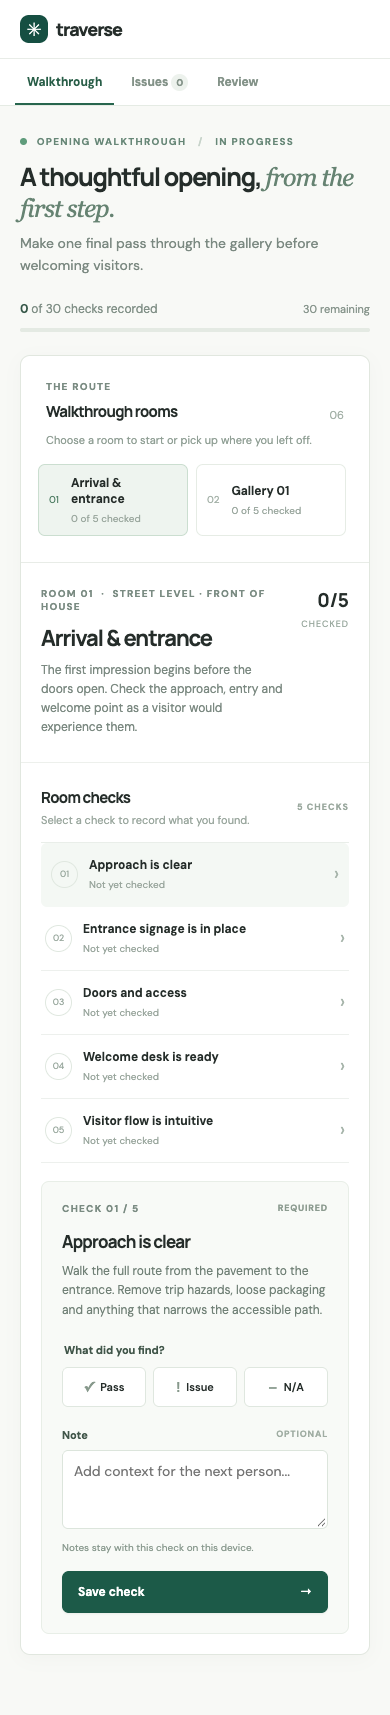 traverse
Walkthrough Issues 0 Review
OPENING WALKTHROUGH / IN PROGRESS
A thoughtful opening, from the
first step.
Make one final pass through the gallery before
welcoming visitors.
0 of 30 checks recorded 30 remaining
THE ROUTE
Walkthrough rooms 06
Choose a room to start or pick up where you left off.
01 Arrival &
entrance
0 of 5 checked
02 Gallery 01
0 of 5 checked
ROOM 01 · STREET LEVEL · FRONT OF
HOUSE
0/5
CHECKED
Arrival & entrance
The first impression begins before the
doors open. Check the approach, entry and
welcome point as a visitor would
experience them.
Room checks 5 CHECKS
Select a check to record what you found.
01 Approach is clear ›
Not yet checked
02 Entrance signage is in place ›
Not yet checked
03 Doors and access ›
Not yet checked
04 Welcome desk is ready ›
Not yet checked
05 Visitor flow is intuitive ›
Not yet checked
CHECK 01 / 5 REQUIRED
Approach is clear
Walk the full route from the pavement to the
entrance. Remove trip hazards, loose packaging
and anything that narrows the accessible path.
What did you find?
✓ Pass ! Issue – N/A
Note OPTIONAL
Add context for the next person...
Notes stay with this check on this device.
Save check →